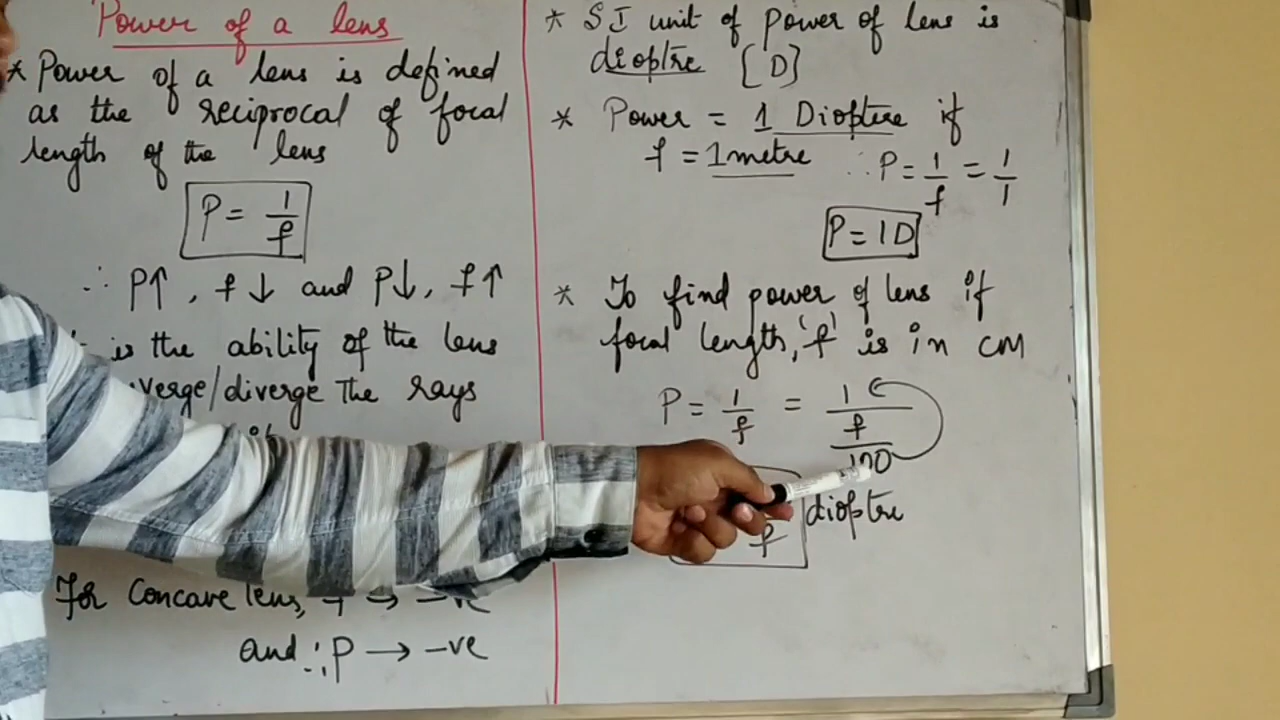 Power of a lens
* Power of a lens is defined
as the reciprocal of focal
length of the lens
P = 1/f
∴ P↑, f↓ and P↓, f↑
is the ability of the lens
verge/diverge the rays
For Concave lens, f → -ve
and ∴ P → -ve
* SI unit of power of lens is
dioptre [D]
* Power = 1 Dioptere if
f = 1 metre ∴ P = 1/f = 1/1
P = 1D
* To find power of lens if
focal length, 'f' is in cm
P = 1/f = 1/(f/100)
f dioptre